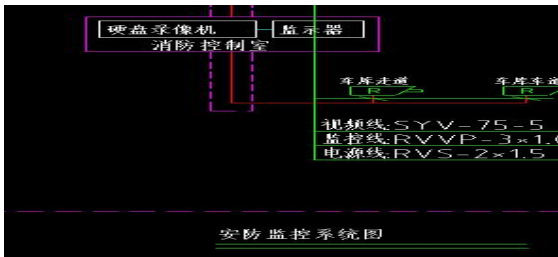 硬盘录像机 监示器
消防控制室
车库走道 车库车道
R R
视频线:SYV-75-5
监控线:RVVP-3×1.0
电源线:RVS-2×1.5
安防监控系统图